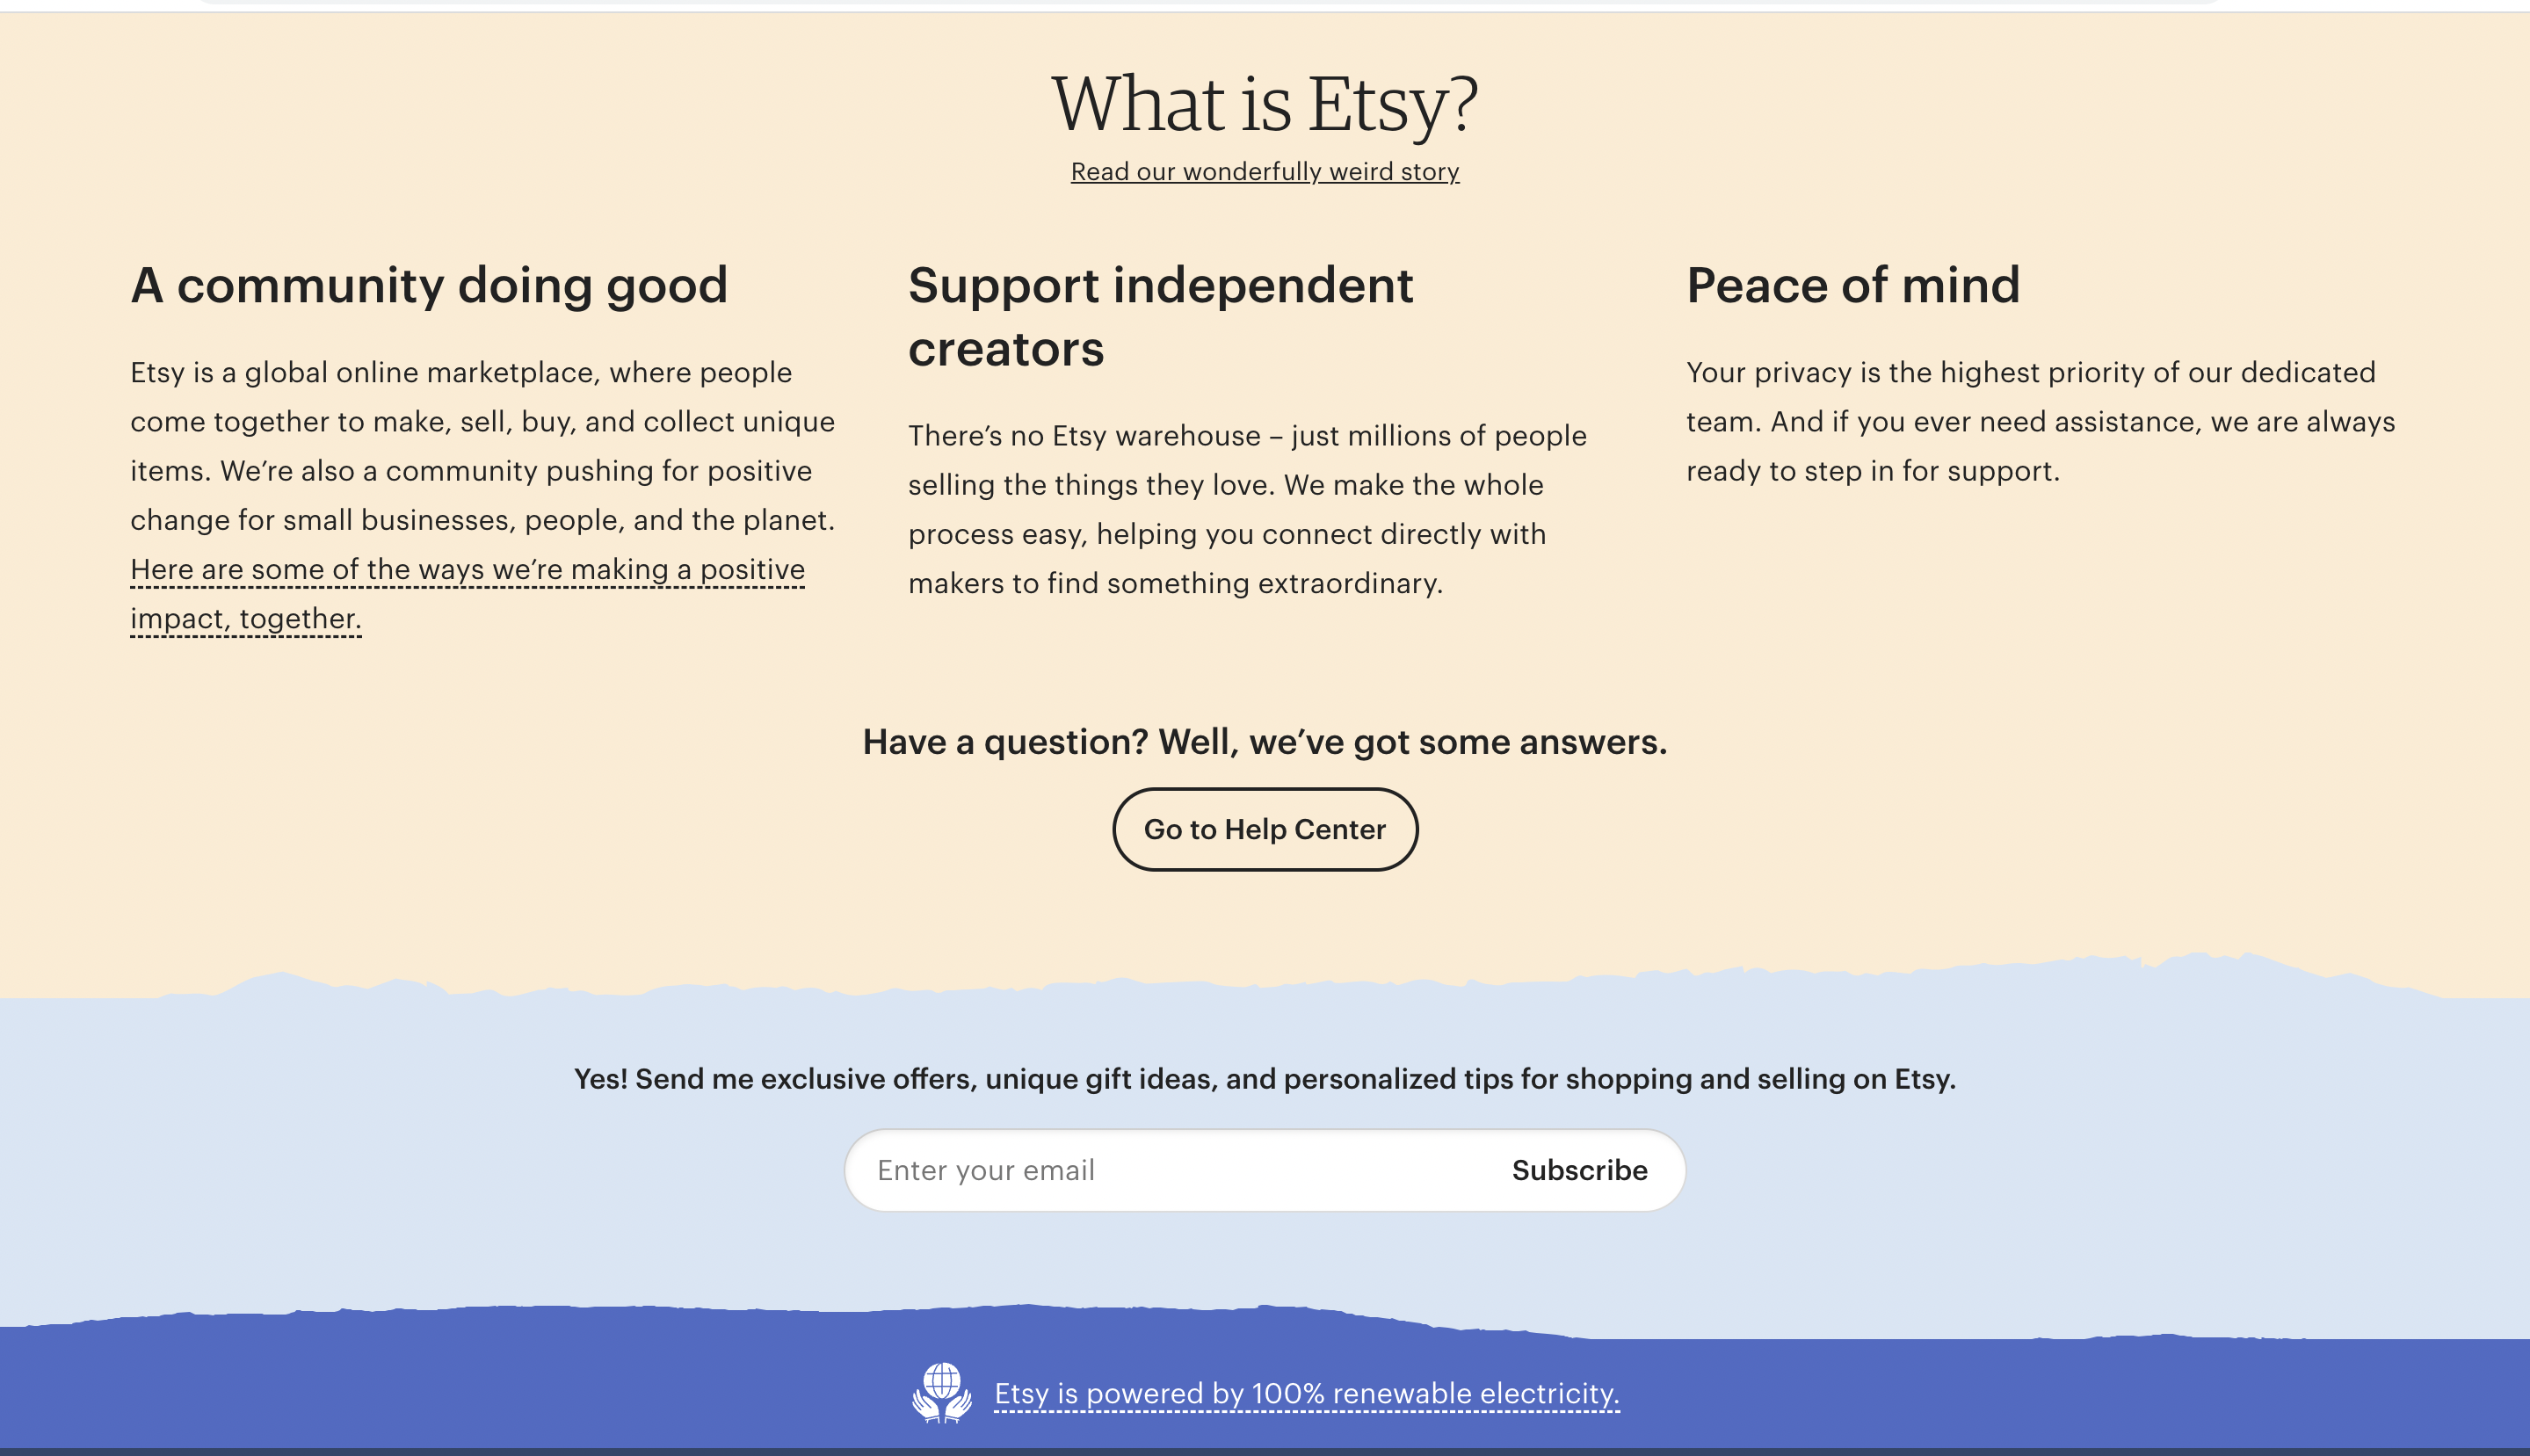 What is Etsy?
Read our wonderfully weird story
A community doing good
Etsy is a global online marketplace, where people
come together to make, sell, buy, and collect unique
items. We’re also a community pushing for positive
change for small businesses, people, and the planet.
Here are some of the ways we’re making a positive
impact, together.
Support independent
creators
There’s no Etsy warehouse – just millions of people
selling the things they love. We make the whole
process easy, helping you connect directly with
makers to find something extraordinary.
Peace of mind
Your privacy is the highest priority of our dedicated
team. And if you ever need assistance, we are always
ready to step in for support.
Have a question? Well, we’ve got some answers.
Go to Help Center
Yes! Send me exclusive offers, unique gift ideas, and personalized tips for shopping and selling on Etsy.
Enter your email
Subscribe
Etsy is powered by 100% renewable electricity.